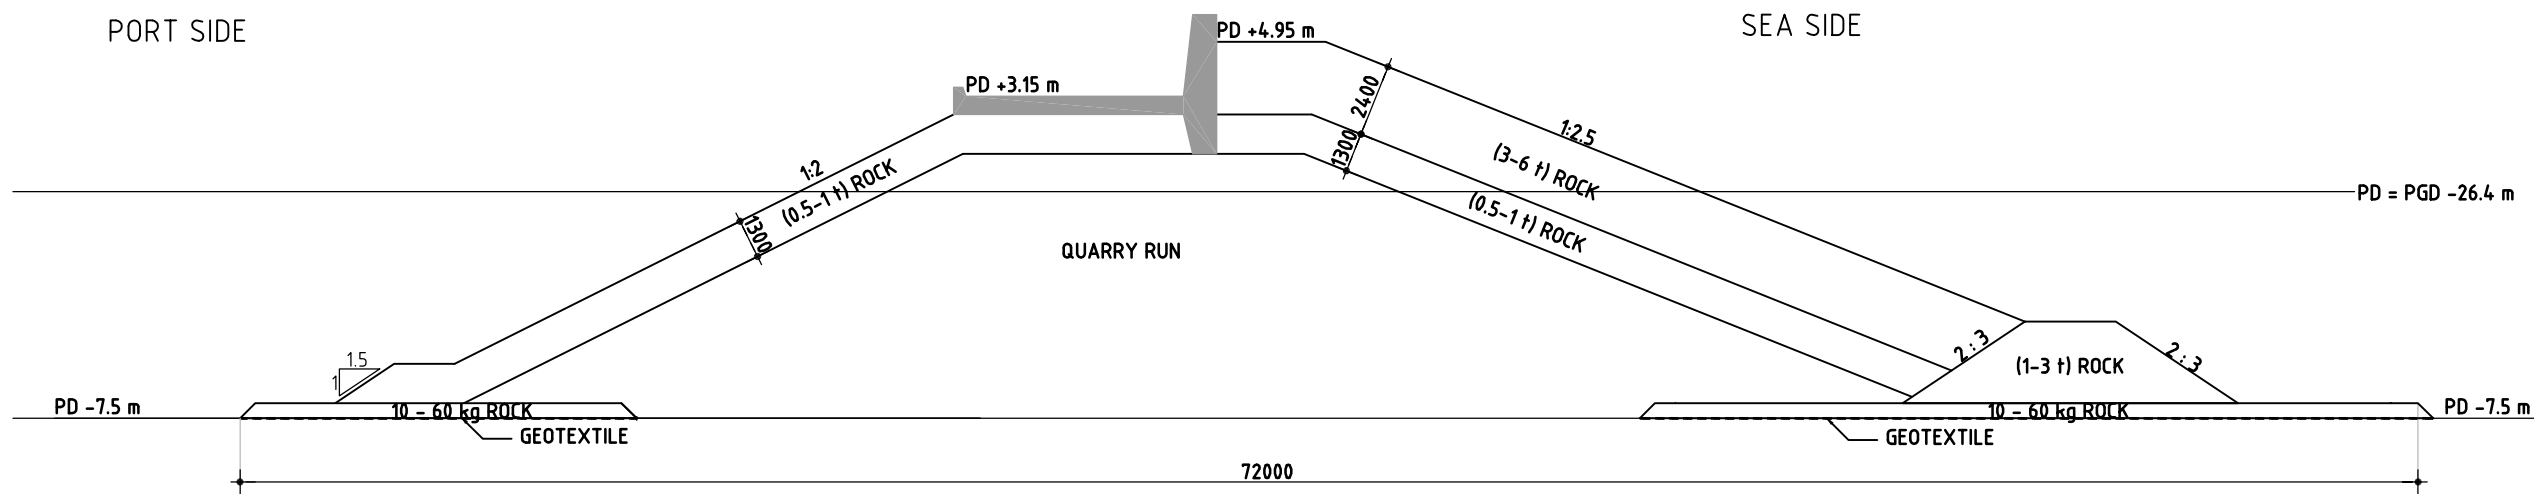 PORT SIDE
SEA SIDE
PD +4.95 m
PD +3.15 m
2400
1300
1:2.5
(3-6 t) ROCK
1:2
(0.5-1 t) ROCK
1300
(0.5-1 t) ROCK
PD = PGD -26.4 m
QUARRY RUN
1.5
1
2 : 3
2 : 3
(1-3 t) ROCK
PD -7.5 m
10 - 60 kg ROCK
10 - 60 kg ROCK
PD -7.5 m
GEOTEXTILE
GEOTEXTILE
72000